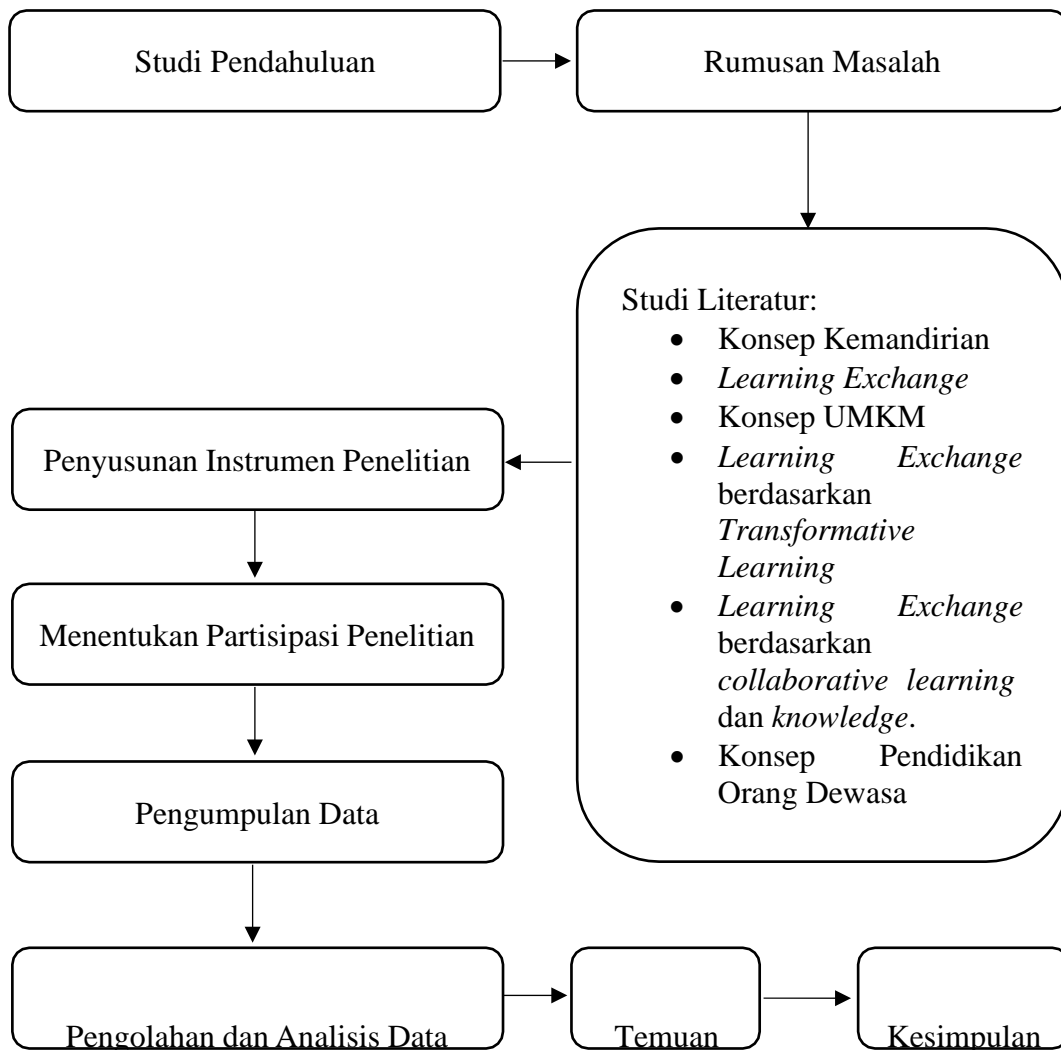 Studi Pendahuluan
Rumusan Masalah
Studi Literatur:
• Konsep Kemandirian
• Learning Exchange
• Konsep UMKM
• Learning Exchange
berdasarkan
Transformative
Learning
• Learning Exchange
berdasarkan
collaborative learning
dan knowledge.
• Konsep Pendidikan
Orang Dewasa
Penyusunan Instrumen Penelitian
Menentukan Partisipasi Penelitian
Pengumpulan Data
Pengolahan dan Analisis Data
Temuan
Kesimpulan